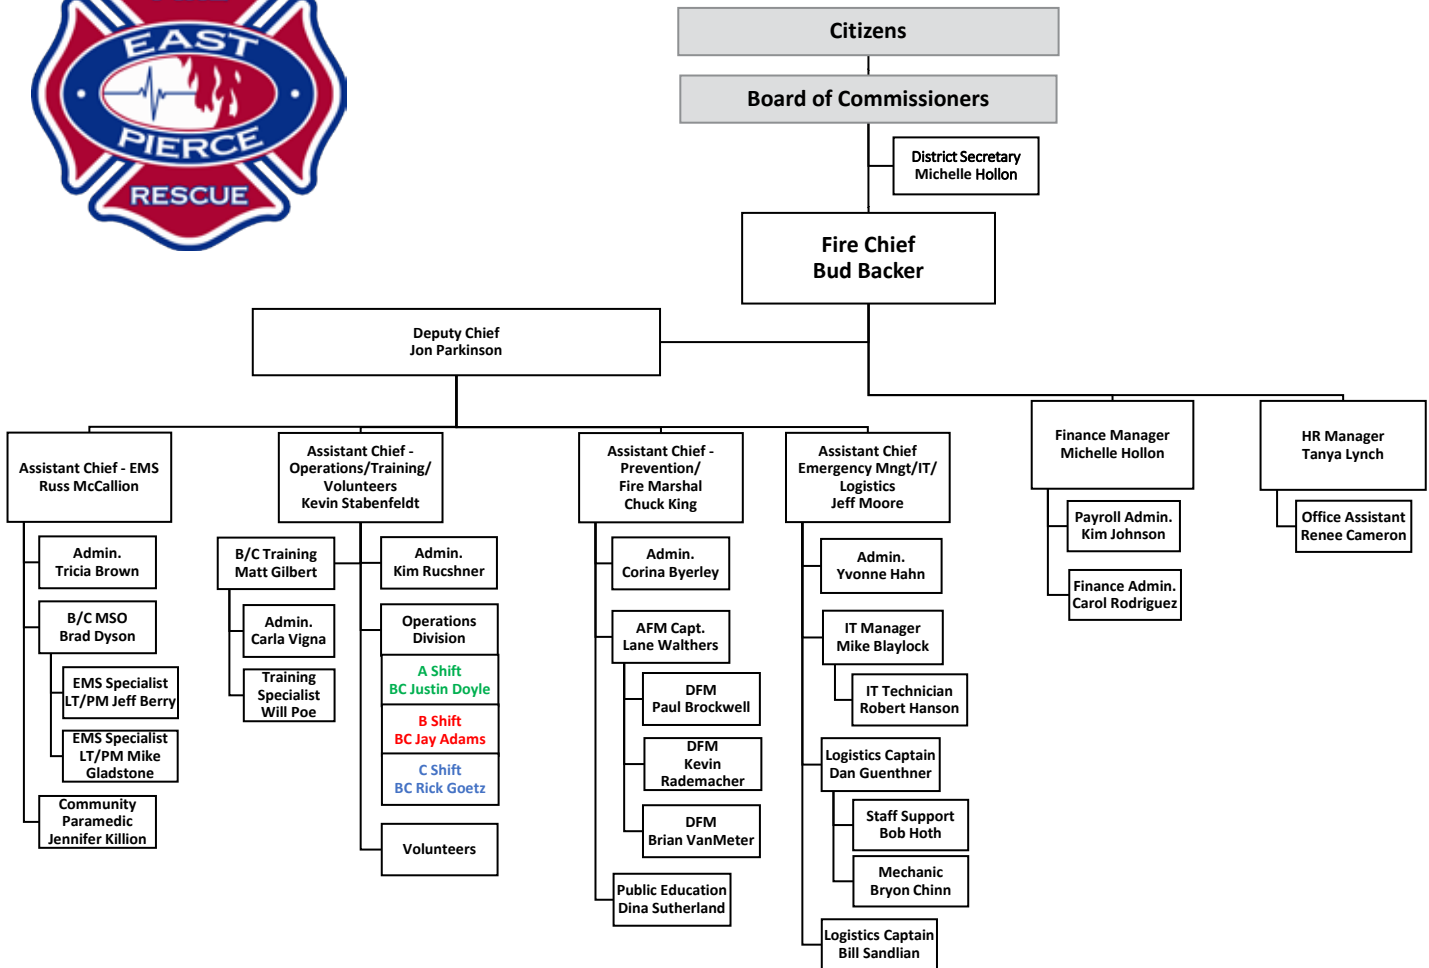 EAST
PIERCE
RESCUE
Citizens
Board of Commissioners
District Secretary
Michelle Hollon
Fire Chief
Bud Backer
Deputy Chief
Jon Parkinson
Assistant Chief - EMS
Russ McCallion
Admin.
Tricia Brown
B/C MSO
Brad Dyson
EMS Specialist
LT/PM Jeff Berry
EMS Specialist
LT/PM Mike
Gladstone
Community
Paramedic
Jennifer Killion
Assistant Chief -
Operations/Training/
Volunteers
Kevin Stabenfeldt
B/C Training
Matt Gilbert
Admin.
Carla Vigna
Training
Specialist
Will Poe
Admin.
Kim Rucshner
Operations
Division
A Shift
BC Justin Doyle
B Shift
BC Jay Adams
C Shift
BC Rick Goetz
Volunteers
Assistant Chief -
Prevention/
Fire Marshal
Chuck King
Admin.
Corina Byerley
AFM Capt.
Lane Walthers
DFM
Paul Brockwell
DFM
Kevin
Rademacher
DFM
Brian VanMeter
Public Education
Dina Sutherland
Assistant Chief
Emergency Mngt/IT/
Logistics
Jeff Moore
Admin.
Yvonne Hahn
IT Manager
Mike Blaylock
IT Technician
Robert Hanson
Logistics Captain
Dan Guenthner
Staff Support
Bob Hoth
Mechanic
Bryon Chinn
Logistics Captain
Bill Sandlian
Finance Manager
Michelle Hollon
Payroll Admin.
Kim Johnson
Finance Admin.
Carol Rodriguez
HR Manager
Tanya Lynch
Office Assistant
Renee Cameron